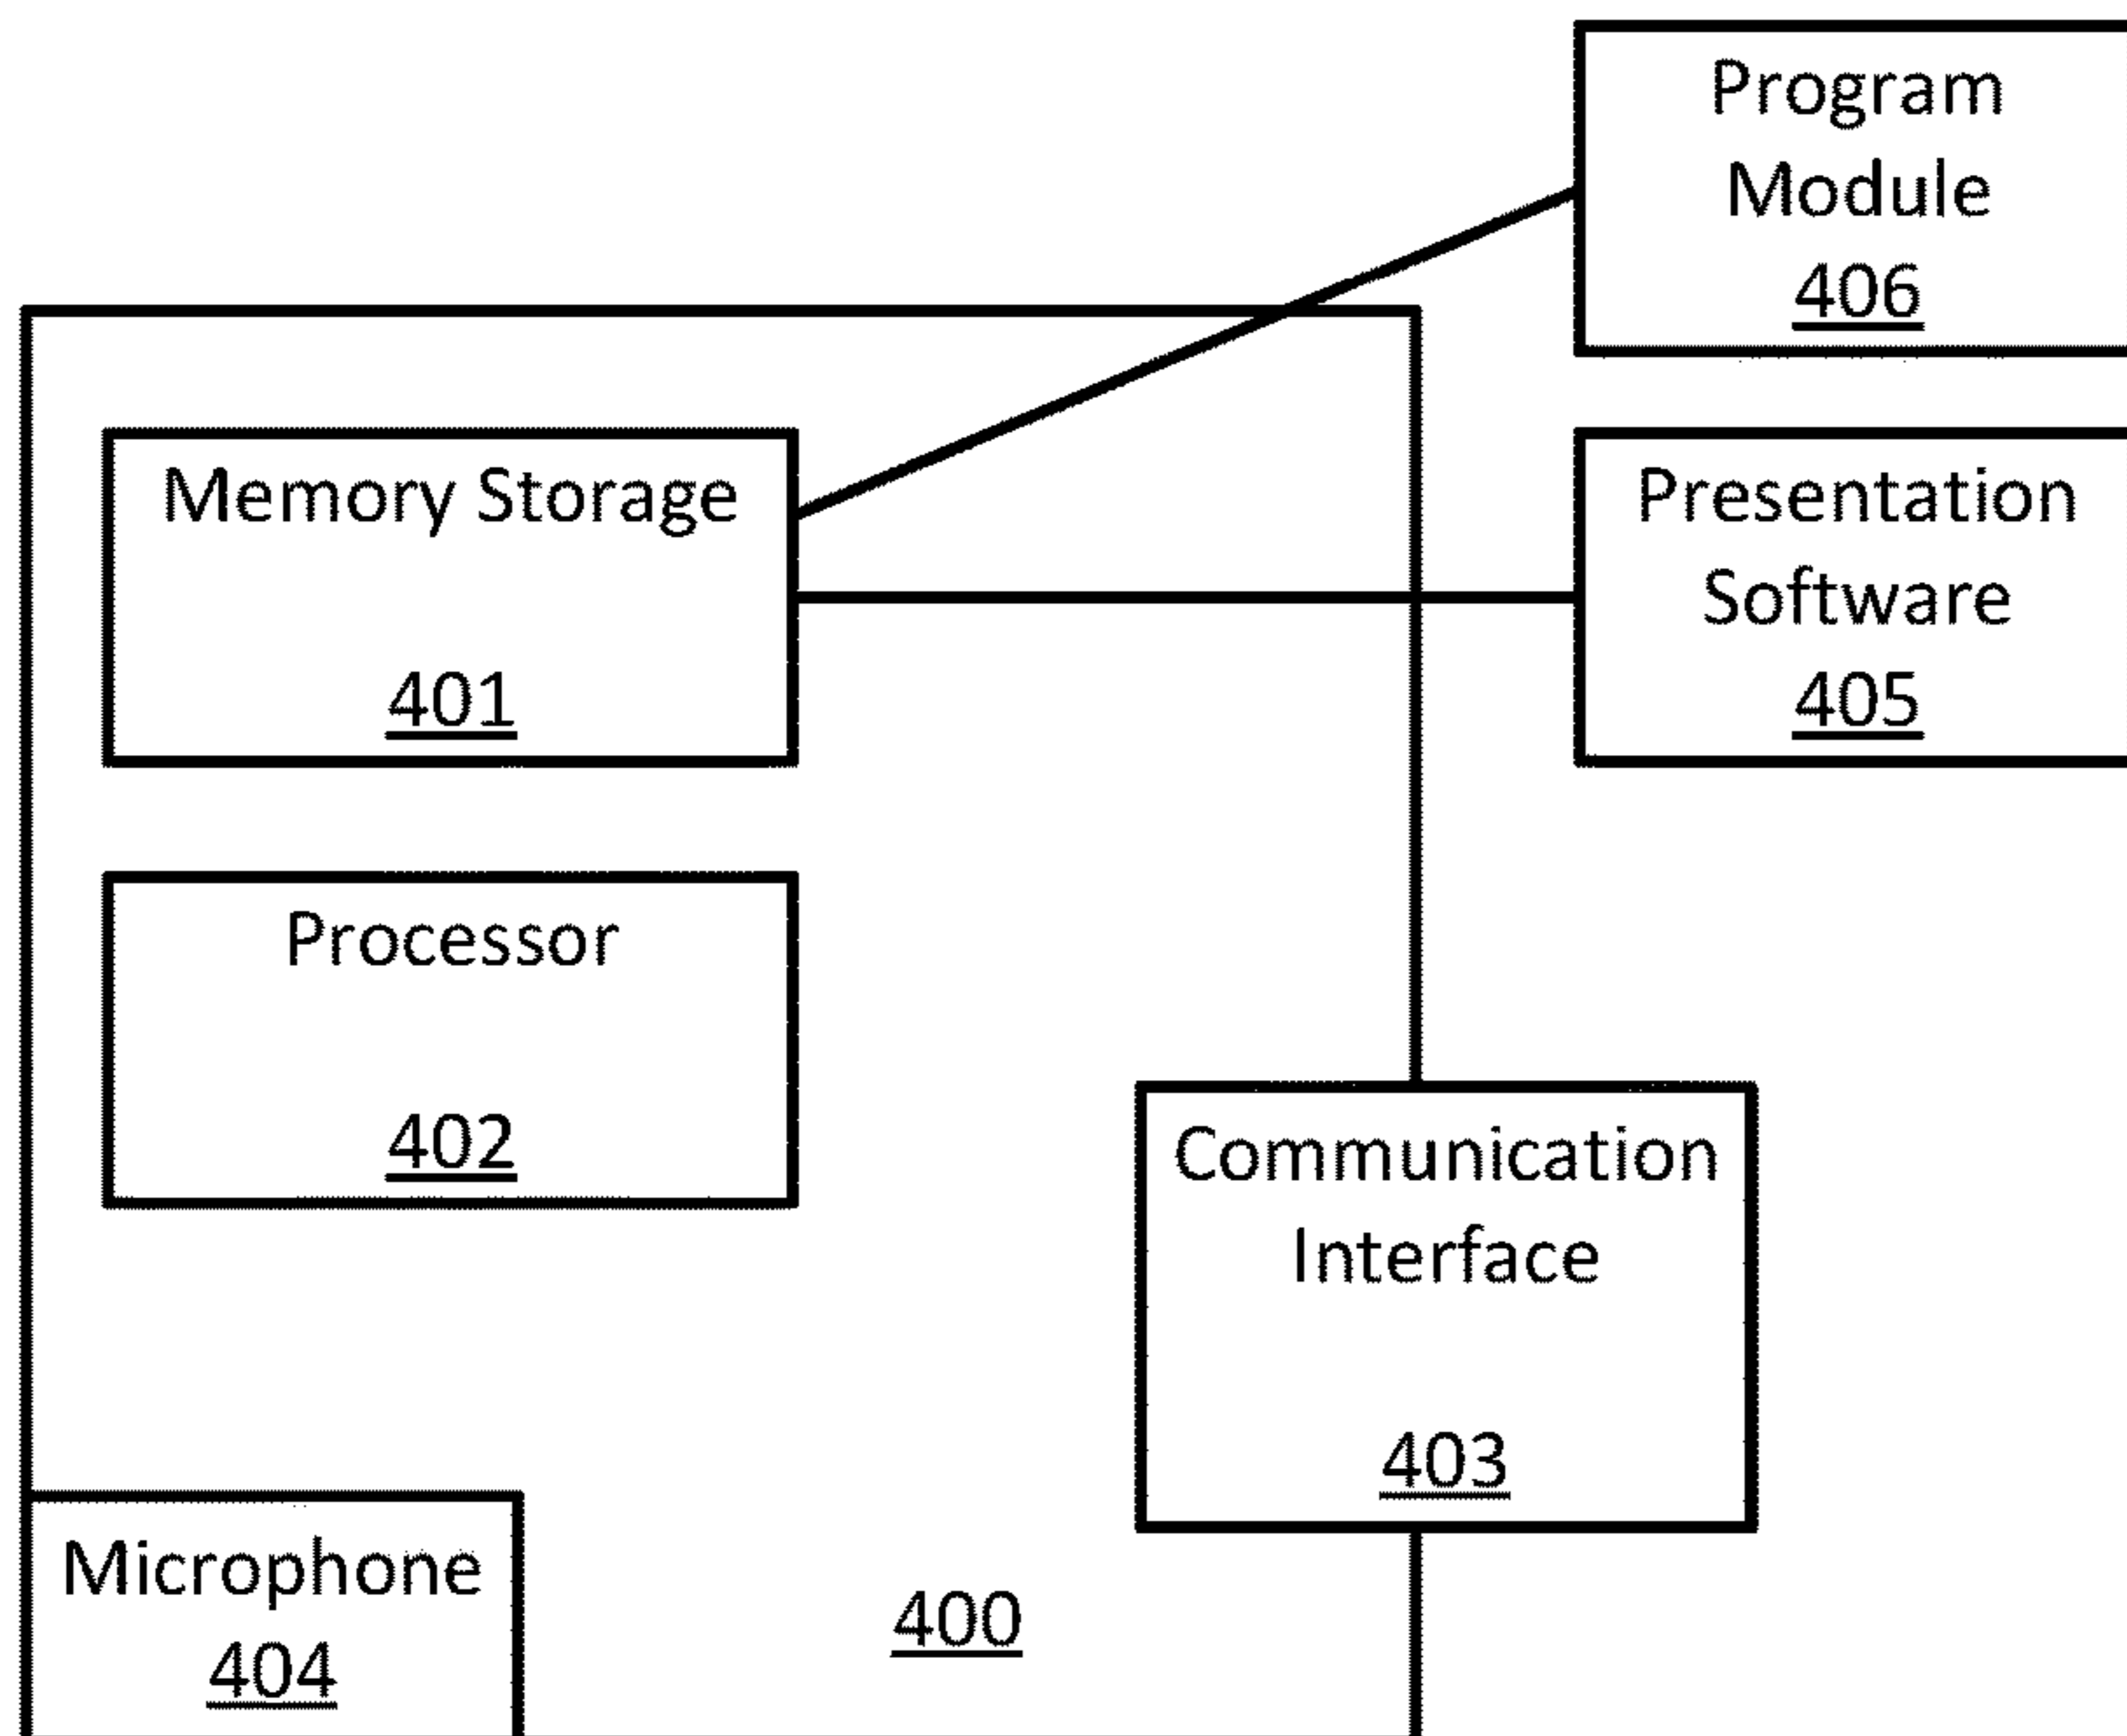 Program
Module
406
Memory Storage
401
Presentation
Software
405
Processor
402
Communication
Interface
403
Microphone
404
400